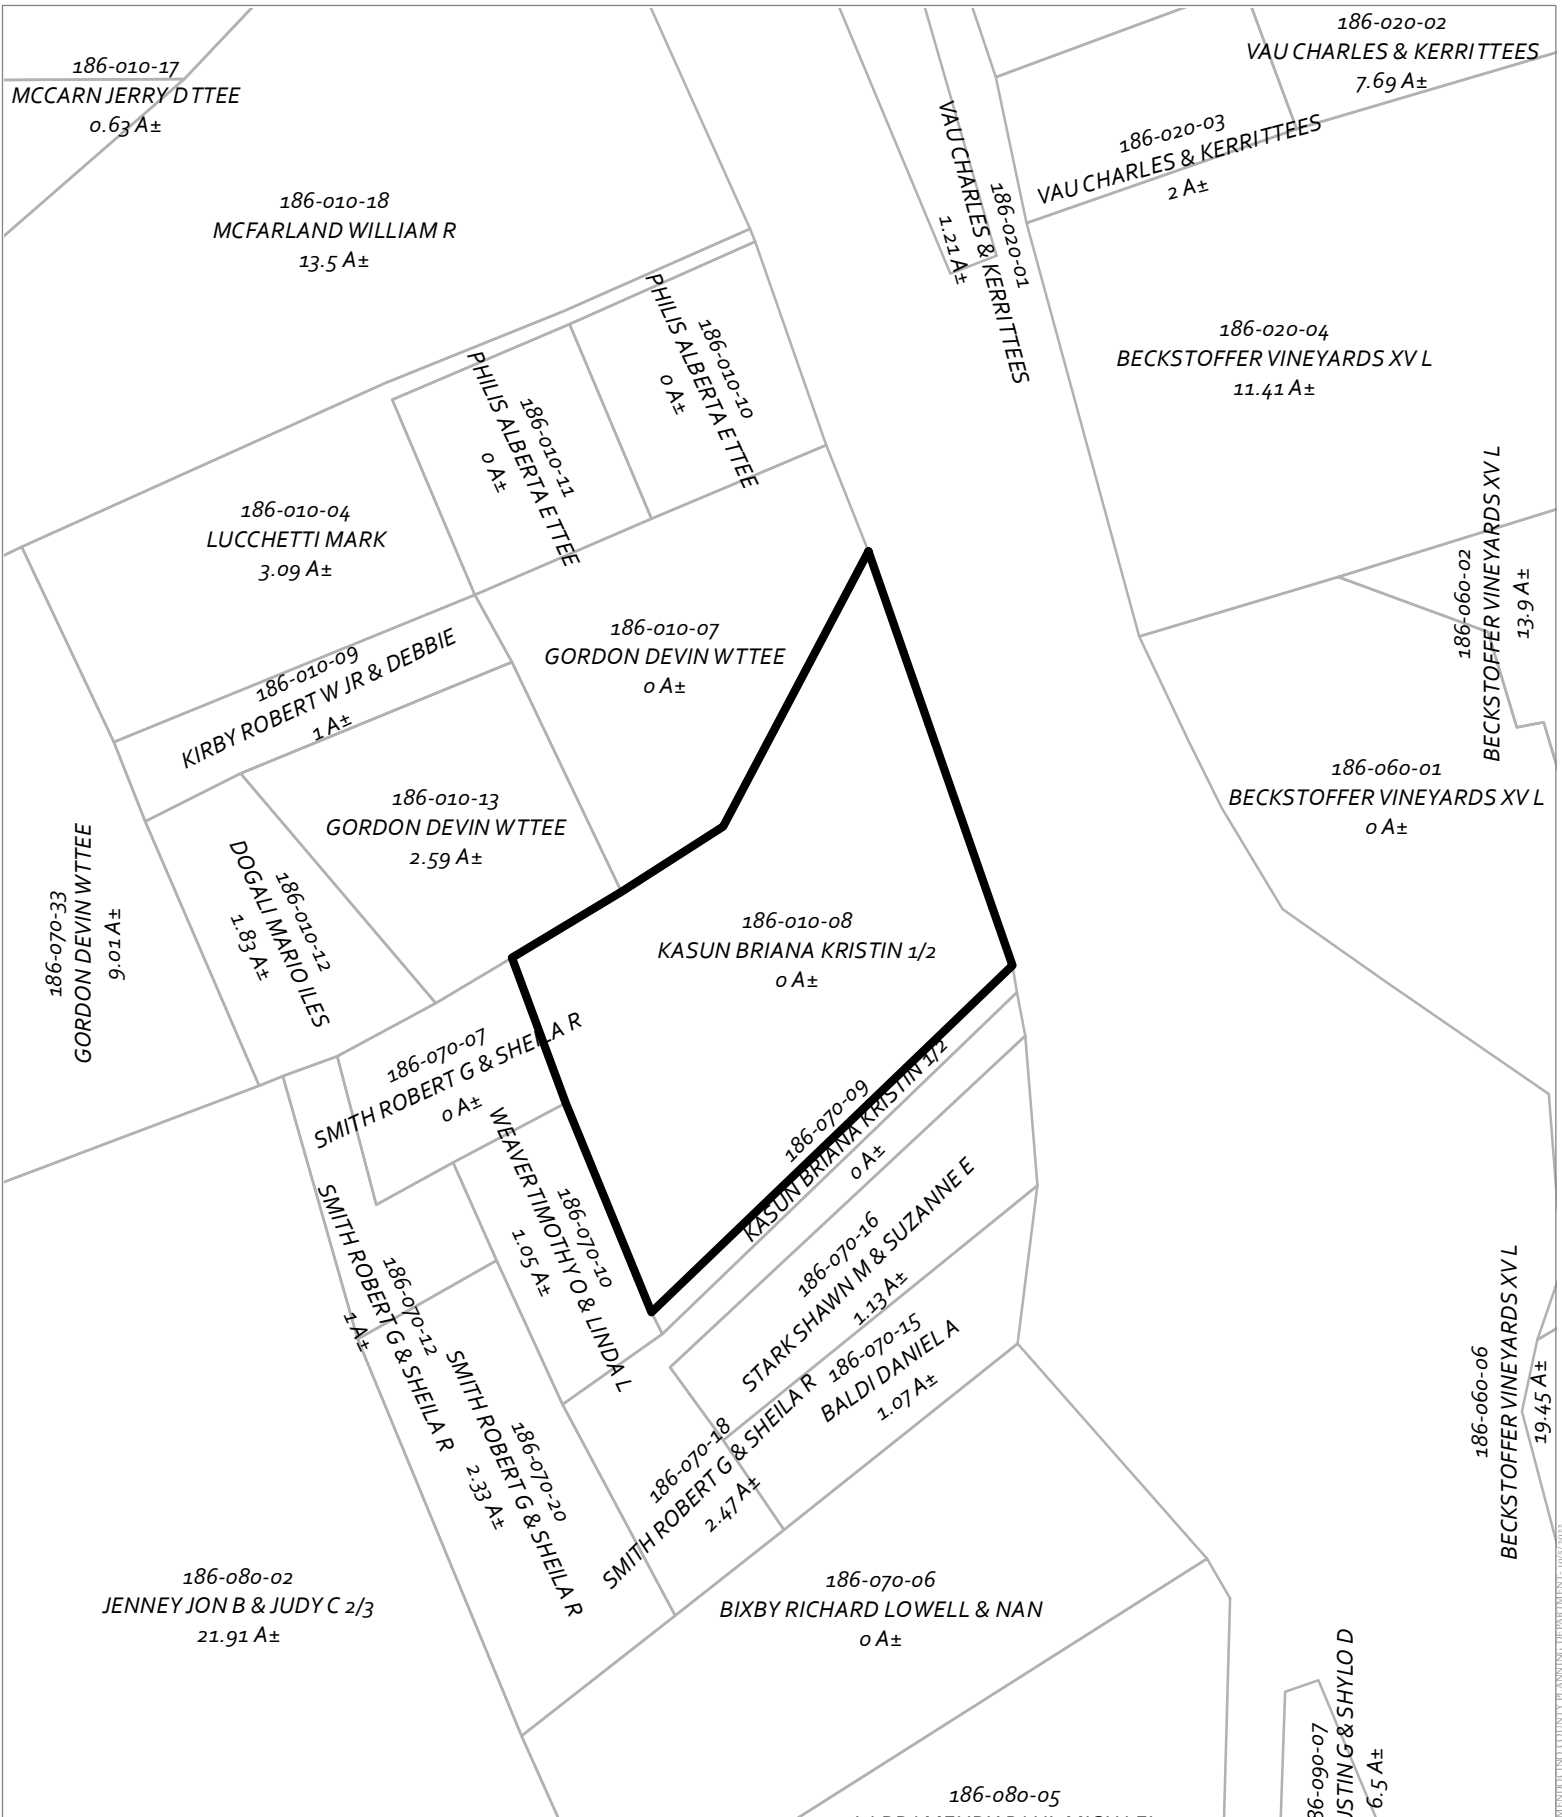 186-010-17
MCCARN JERRY D TTEE
0.63 A±
186-020-02
VAU CHARLES & KERRI TTEES
7.69 A±
186-020-03
VAU CHARLES & KERRI TTEES
2 A±
186-020-01
VAU CHARLES & KERRI TTEES
1.21 A±
186-010-18
MCFARLAND WILLIAM R
13.5 A±
186-010-10
PHILIS ALBERTA E TTEE
0 A±
186-010-11
PHILIS ALBERTA E TTEE
0 A±
186-020-04
BECKSTOFFER VINEYARDS XV L
11.41 A±
186-010-04
LUCCHETTI MARK
3.09 A±
186-060-02
BECKSTOFFER VINEYARDS XV L
13.9 A±
186-010-07
GORDON DEVIN W TTEE
0 A±
186-010-09
KIRBY ROBERT W JR & DEBBIE
1 A±
186-010-13
GORDON DEVIN W TTEE
2.59 A±
186-060-01
BECKSTOFFER VINEYARDS XV L
0 A±
186-070-33
GORDON DEVIN W TTEE
9.01 A±
186-010-12
DOGALI MARIO ILES
1.83 A±
186-010-08
KASUN BRIANA KRISTIN 1/2
0 A±
186-070-07
SMITH ROBERT G & SHEILA R
0 A±
186-070-09
KASUN BRIANA KRISTIN 1/2
0 A±
186-070-10
WEAVER TIMOTHY O & LINDA L
1.05 A±
186-070-16
STARK SHAWN M & SUZANNE E
1.13 A±
186-070-12
SMITH ROBERT G & SHEILA R
1 A±
186-070-15
BALDI DANIEL A
1.07 A±
186-070-20
SMITH ROBERT G & SHEILA R
2.33 A±
186-070-18
SMITH ROBERT G & SHEILA R
2.47 A±
186-060-06
BECKSTOFFER VINEYARDS XV L
19.45 A±
186-080-02
JENNEY JON B & JUDY C 2/3
21.91 A±
186-070-06
BIXBY RICHARD LOWELL & NAN
0 A±
86-090-07
USTIN G & SHYLO D
6.5 A±
186-080-05
MENDOCINO COUNTY PLANNING DEPARTMENT-